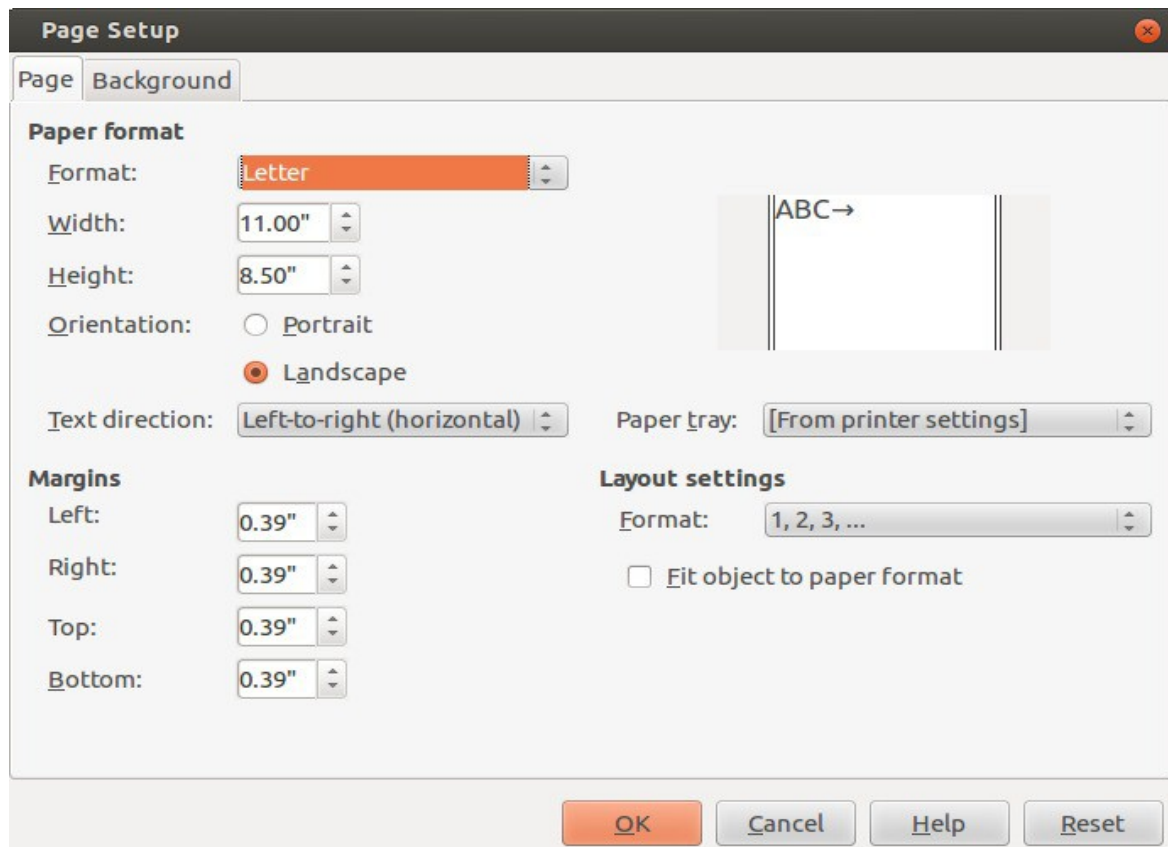 Page Setup
Page Background
Paper format
Format: Letter
Width: 11.00"
Height: 8.50"
Orientation: Portrait
Landscape
ABC→
Text direction: Left-to-right (horizontal) Paper tray: [From printer settings]
Margins Layout settings
Left: 0.39" Format: 1, 2, 3, ...
Right: 0.39" Fit object to paper format
Top: 0.39"
Bottom: 0.39"
OK Cancel Help Reset